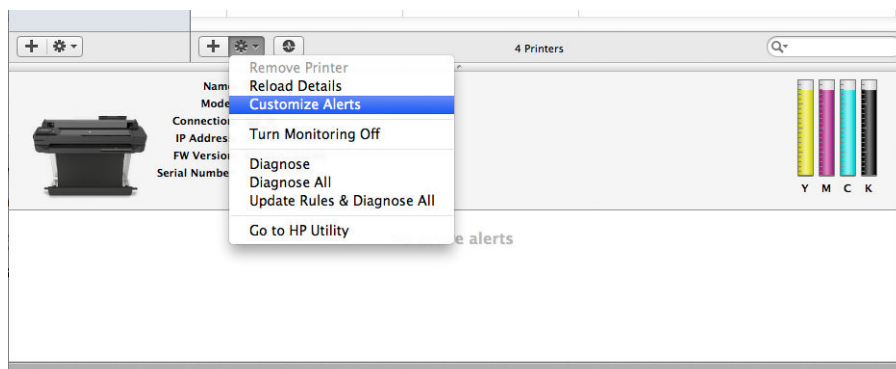 4 Printers
Remove Printer
Reload Details
Customize Alerts
Turn Monitoring Off
Diagnose
Diagnose All
Update Rules & Diagnose All
Go to HP Utility
Name
Mode
Connection
IP Addres
FW Version
Serial Numbe
Y M C K
e alerts